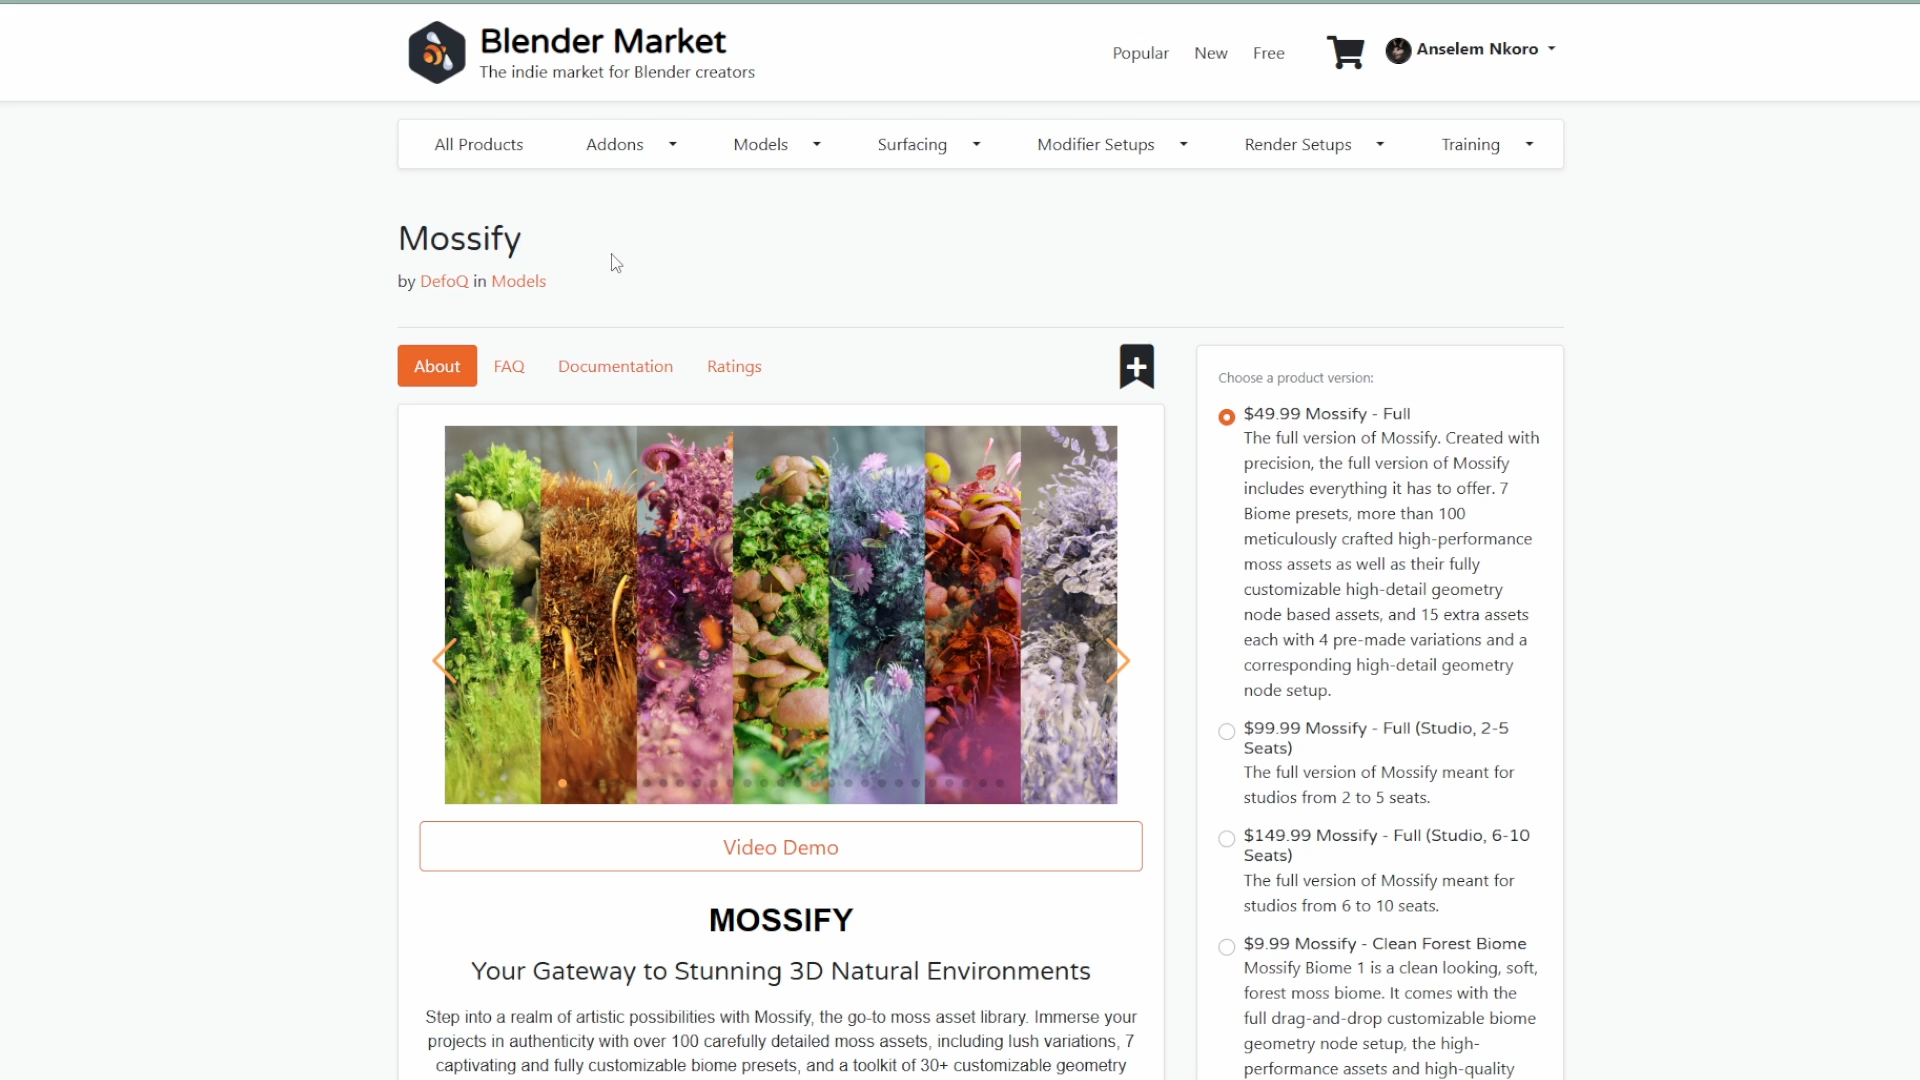 Blender Market
The indie market for Blender creators
Popular New Free
Anselem Nkoro
All Products Addons Models Surfacing Modifier Setups Render Setups Training
Mossify
by DefoQ in Models
About FAQ Documentation Ratings
Video Demo
MOSSIFY
Your Gateway to Stunning 3D Natural Environments
Step into a realm of artistic possibilities with Mossify, the go-to moss asset library. Immerse your
projects in authenticity with over 100 carefully detailed moss assets, including lush variations, 7
captivating and fully customizable biome presets, and a toolkit of 30+ customizable geometry
Choose a product version:
$49.99 Mossify - Full
The full version of Mossify. Created with
precision, the full version of Mossify
includes everything it has to offer. 7
Biome presets, more than 100
meticulously crafted high-performance
moss assets as well as their fully
customizable high-detail geometry
node based assets, and 15 extra assets
each with 4 pre-made variations and a
corresponding high-detail geometry
node setup.
$99.99 Mossify - Full (Studio, 2-5
Seats)
The full version of Mossify meant for
studios from 2 to 5 seats.
$149.99 Mossify - Full (Studio, 6-10
Seats)
The full version of Mossify meant for
studios from 6 to 10 seats.
$9.99 Mossify - Clean Forest Biome
Mossify Biome 1 is a clean looking, soft,
forest moss biome. It comes with the
full drag-and-drop customizable biome
geometry node setup, the high-
performance assets and high-quality